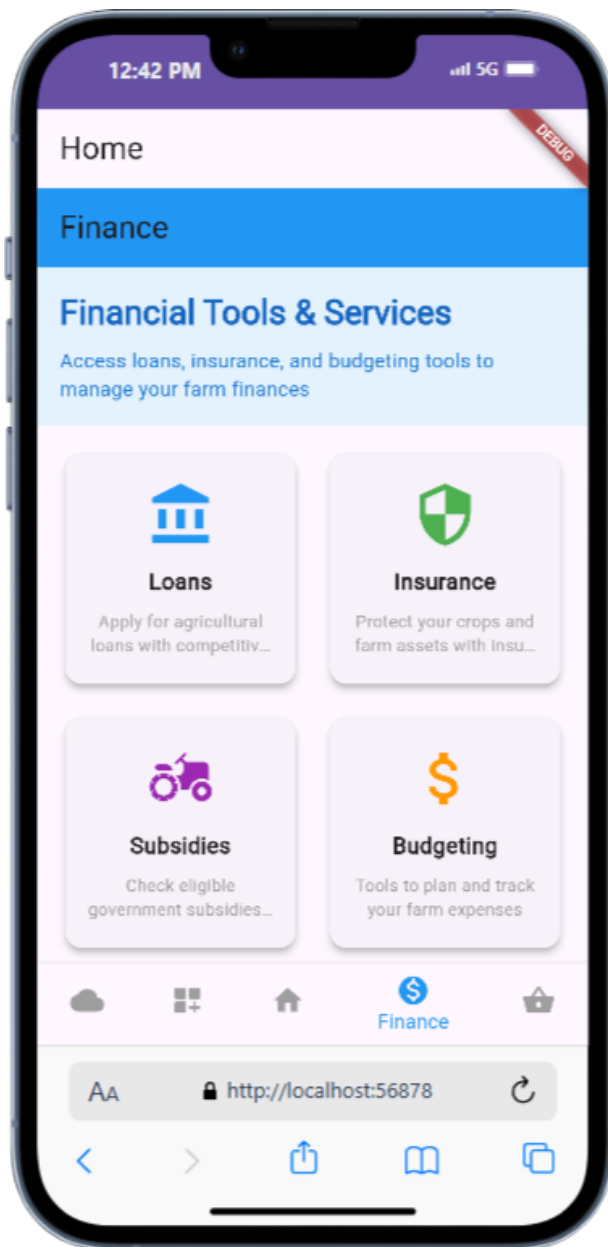 12:42 PM
5G
Home
DEBUG
Finance
Financial Tools & Services
Access loans, insurance, and budgeting tools to
manage your farm finances
Loans
Apply for agricultural
loans with competitiv...
Insurance
Protect your crops and
farm assets with insu...
Subsidies
Check eligible
government subsidies...
Budgeting
Tools to plan and track
your farm expenses
Finance
AA
http://localhost:56878